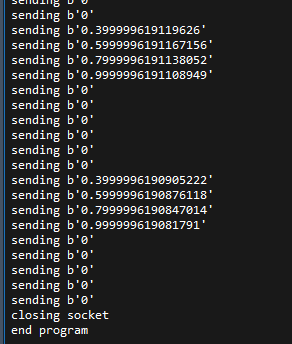 sending b'0'
sending b'0'
sending b'0.399999619119626'
sending b'0.5999996191167156'
sending b'0.7999996191138052'
sending b'0.9999996191108949'
sending b'0'
sending b'0'
sending b'0'
sending b'0'
sending b'0'
sending b'0'
sending b'0.3999996190905222'
sending b'0.5999996190876118'
sending b'0.7999996190847014'
sending b'0.999999619081791'
sending b'0'
sending b'0'
sending b'0'
sending b'0'
sending b'0'
closing socket
end program